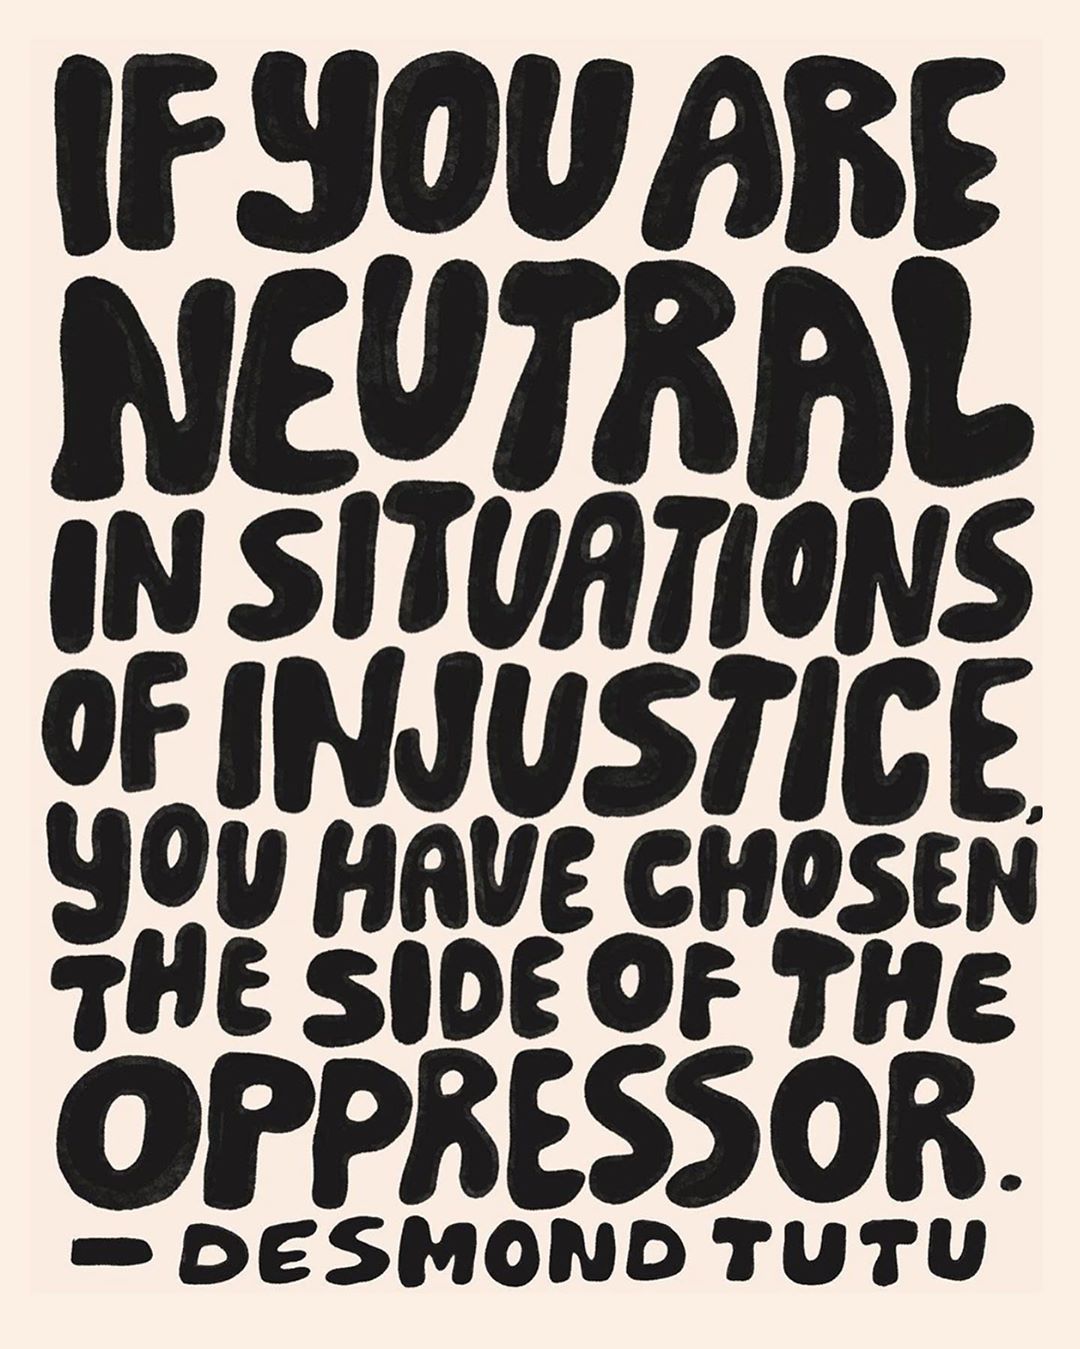 IF YOU ARE
NEUTRAL
IN SITUATIONS
OF INJUSTICE,
YOU HAVE CHOSEN
THE SIDE OF THE
OPPRESSOR.
— DESMOND TUTU